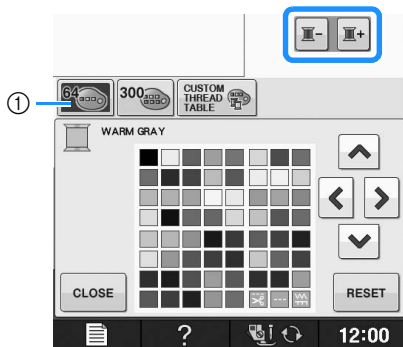 - +
①
64
300
CUSTOM
THREAD
TABLE
WARM GRAY
CLOSE
RESET
?
12:00